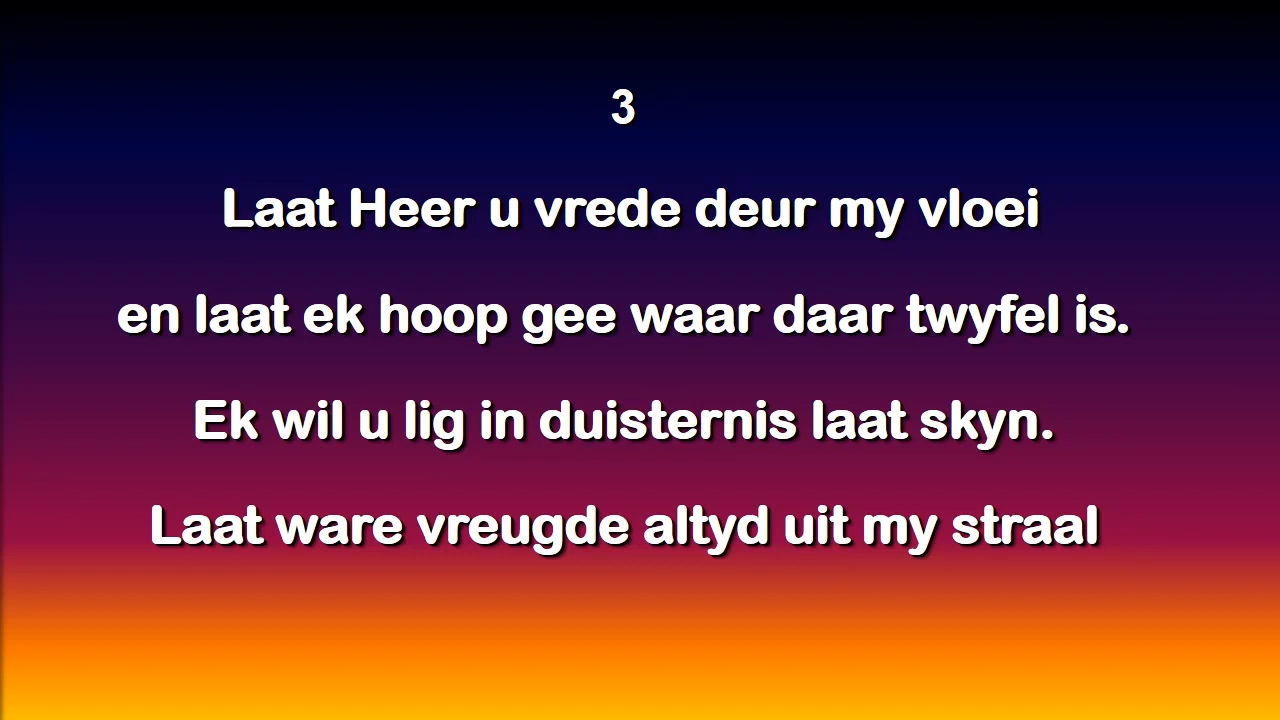 3
Laat Heer u vrede deur my vloei
en laat ek hoop gee waar daar twyfel is.
Ek wil u lig in duisternis laat skyn.
Laat ware vreugde altyd uit my straal